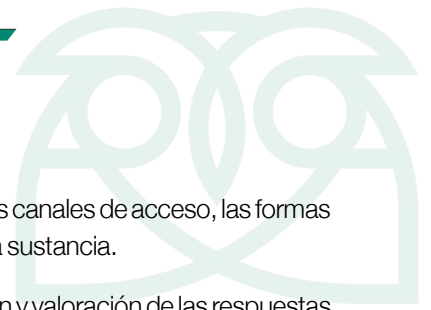 s canales de acceso, las formas
sustancia.
n y valoración de las respuestas